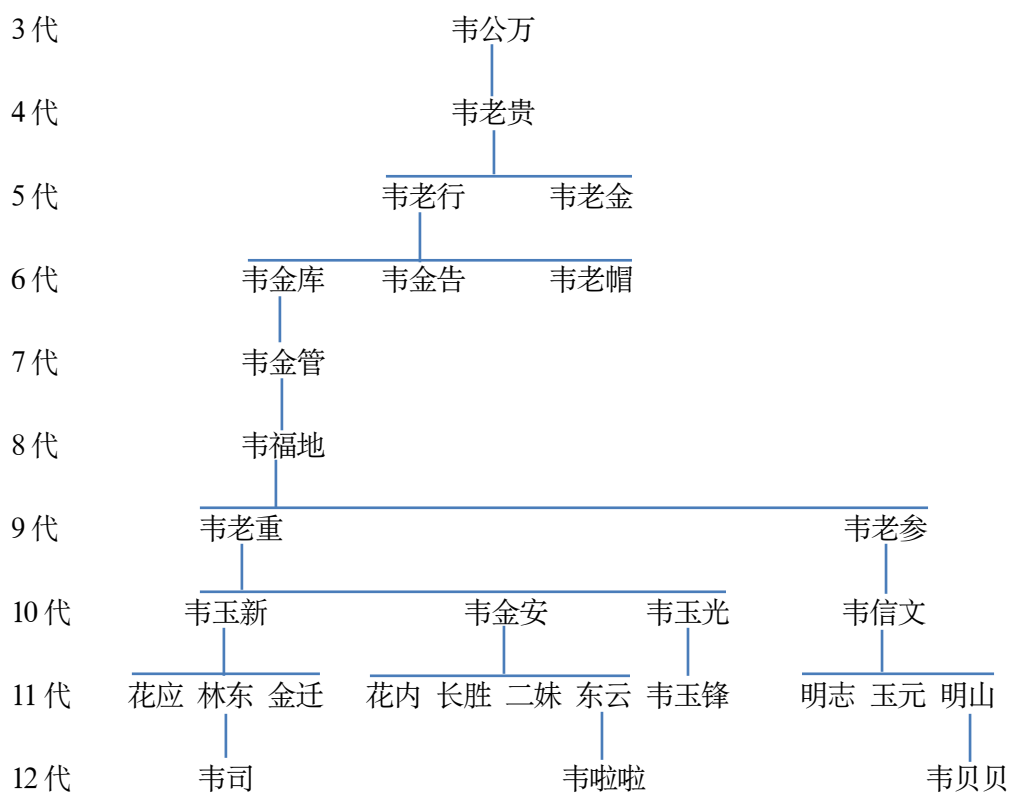 3 代 韦公万
4 代 韦老贵
5 代 韦老行 韦老金
6 代 韦金库 韦金告 韦老帽
7 代 韦金管
8 代 韦福地
9 代 韦老重 韦老参
10 代 韦玉新 韦金安 韦玉光 韦信文
11 代 花应 林东 金迁 花内 长胜 二妹 东云 韦玉锋 明志 玉元 明山
12 代 韦司 韦啦啦 韦贝贝